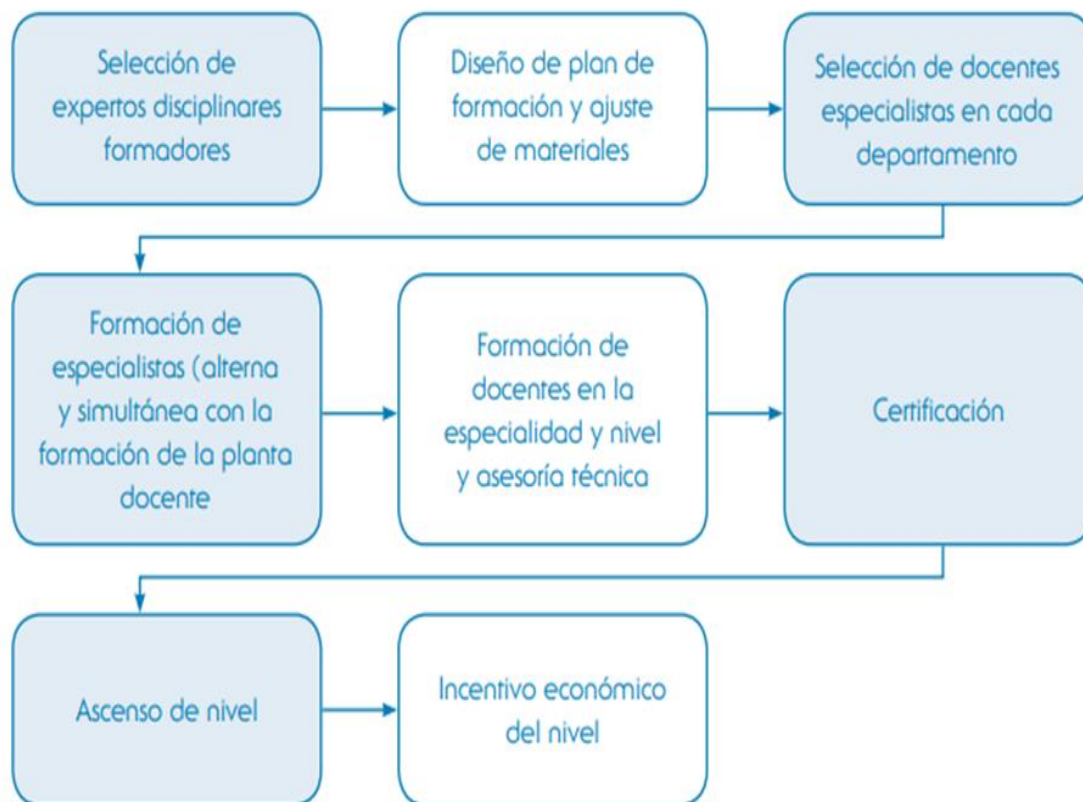 Selección de
expertos disciplinares
formadores
Diseño de plan de
formación y ajuste
de materiales
Selección de docentes
especialistas en cada
departamento
Formación de
especialistas (alterna
y simultánea con la
formación de la planta
docente
Formación de
docentes en la
especialidad y nivel
y asesoría técnica
Certificación
Ascenso de nivel
Incentivo económico
del nivel